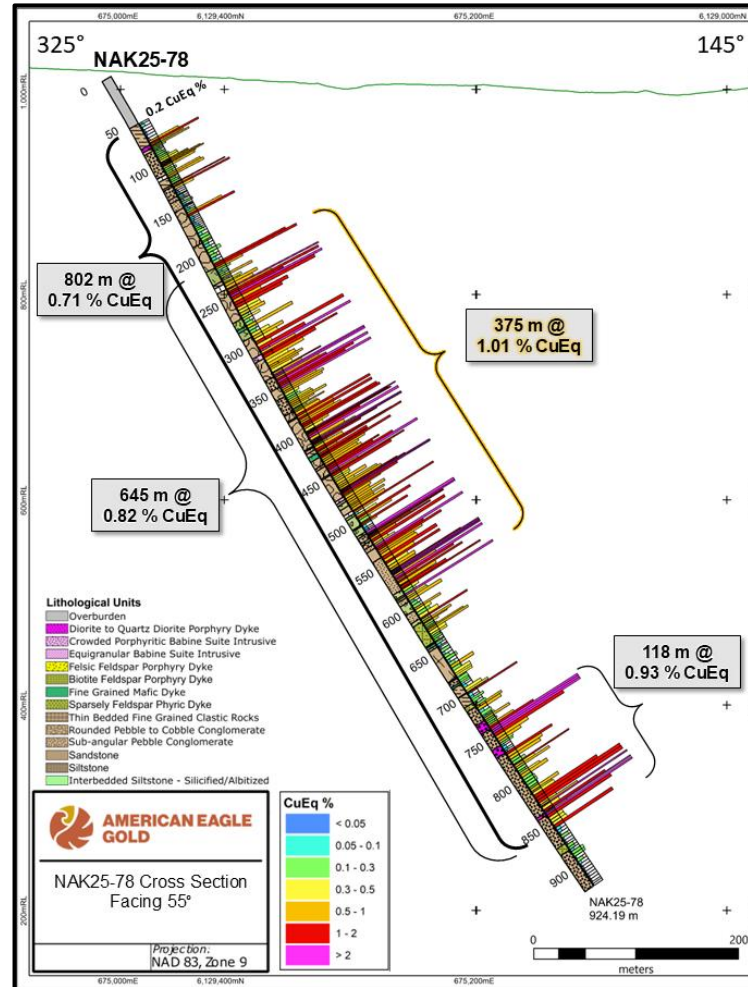 675,000mE
6,129,400mN
675,200mE
6,129,000mN
325°
145°
NAK25-78
1,000mRL
0
0.2 CuEq %
50
100
150
200
250
300
350
400
450
500
550
600
650
700
750
800
850
900
800mRL
600mRL
400mRL
200mRL
802 m @
0.71 % CuEq
375 m @
1.01 % CuEq
645 m @
0.82 % CuEq
118 m @
0.93 % CuEq
Lithological Units
Overburden
Diorite to Quartz Diorite Porphyry Dyke
Crowded Porphyritic Babine Suite Intrusive
Equigranular Babine Suite Intrusive
Felsic Feldspar Porphyry Dyke
Biotite Feldspar Porphyry Dyke
Fine Grained Mafic Dyke
Sparsely Feldspar Phyric Dyke
Thin Bedded Fine Grained Clastic Rocks
Rounded Pebble to Cobble Conglomerate
Sub-angular Pebble Conglomerate
Sandstone
Siltstone
Interbedded Siltstone - Silicified/Albitized
AMERICAN EAGLE
GOLD
NAK25-78 Cross Section
Facing 55°
Projection:
NAD 83, Zone 9
CuEq %
< 0.05
0.05 - 0.1
0.1 - 0.3
0.3 - 0.5
0.5 - 1
1 - 2
> 2
NAK25-78
924.19 m
0
200
meters
675,000mE
6,129,400mN
675,200mE
6,129,000mN